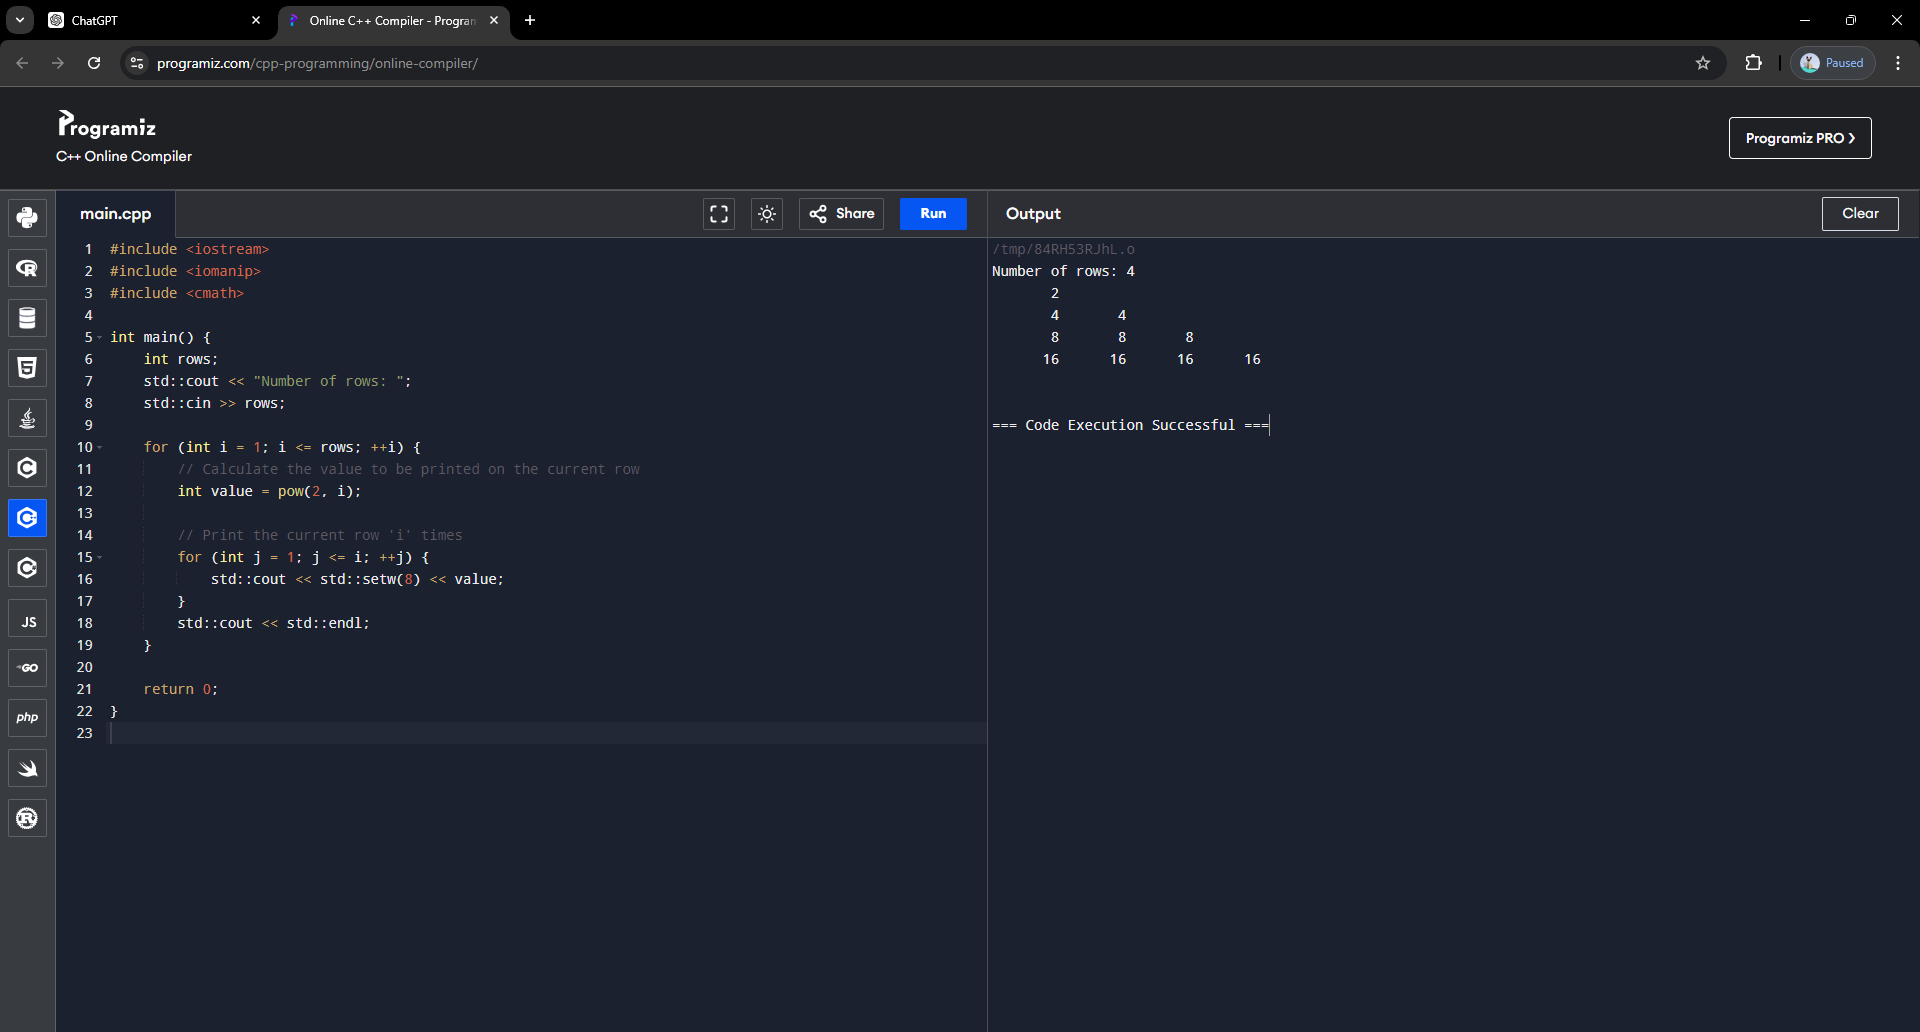 ChatGPT
Online C++ Compiler - Program
programiz.com/cpp-programming/online-compiler/
Paused
Programiz
C++ Online Compiler
Programiz PRO
main.cpp
Share
Run
Output
Clear
1 #include <iostream>
2 #include <iomanip>
3 #include <cmath>
4
5 int main() {
6     int rows;
7     std::cout << "Number of rows: ";
8     std::cin >> rows;
9
10     for (int i = 1; i <= rows; ++i) {
11         // Calculate the value to be printed on the current row
12         int value = pow(2, i);
13
14         // Print the current row 'i' times
15         for (int j = 1; j <= i; ++j) {
16             std::cout << std::setw(8) << value;
17         }
18         std::cout << std::endl;
19     }
20
21     return 0;
22 }
23
/tmp/84RH53RJhL.o
Number of rows: 4
       2
       4       4
       8       8       8
      16      16      16      16
=== Code Execution Successful ===
JS
GO
php